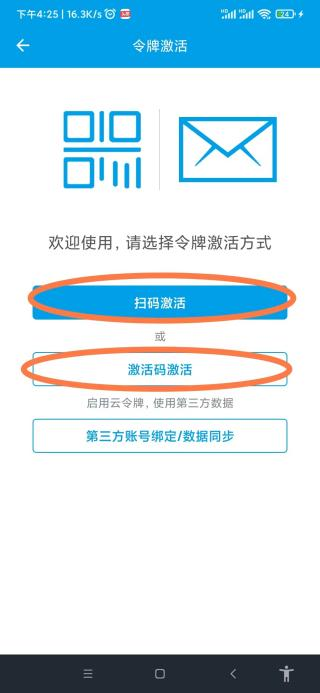 下午4:25 | 16.3K/s
HD HD 24
令牌激活
欢迎使用，请选择令牌激活方式
扫码激活
或
激活码激活
启用云令牌，使用第三方数据
第三方账号绑定/数据同步